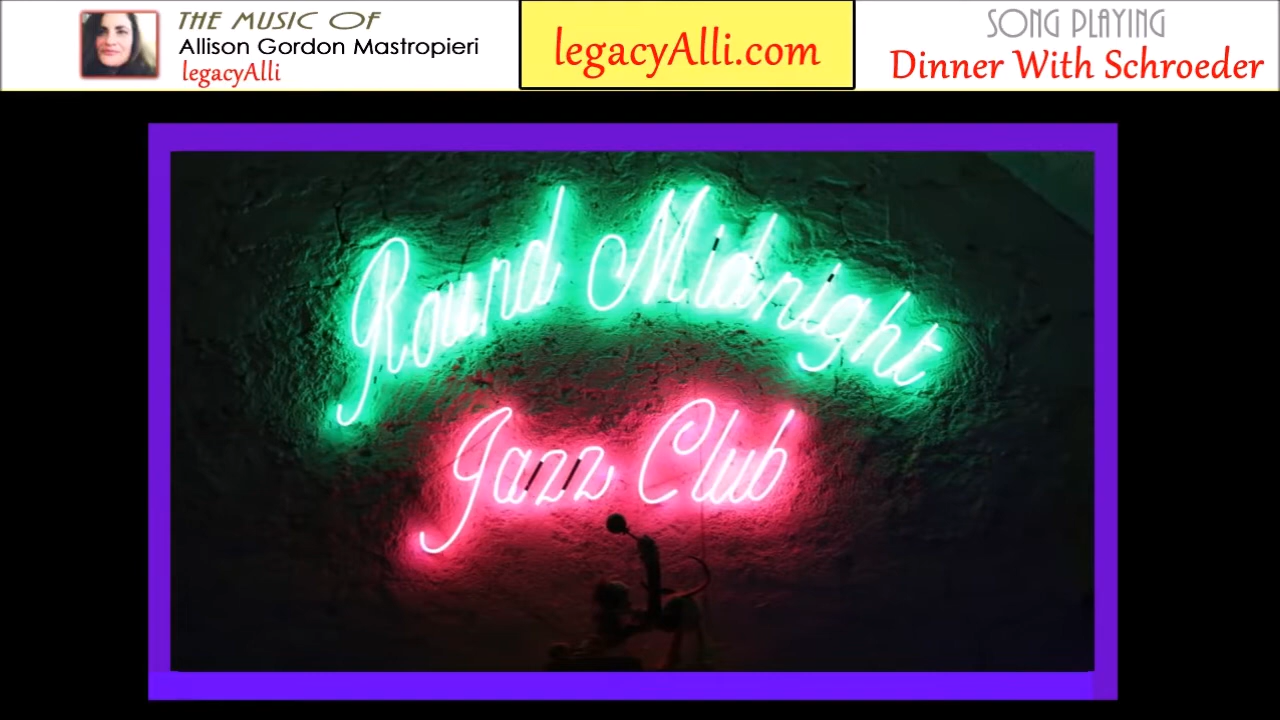 THE MUSIC OF
Allison Gordon Mastropieri
legacyAlli
legacyAlli.com
SONG PLAYING
Dinner With Schroeder
Round Midnight
Jazz Club